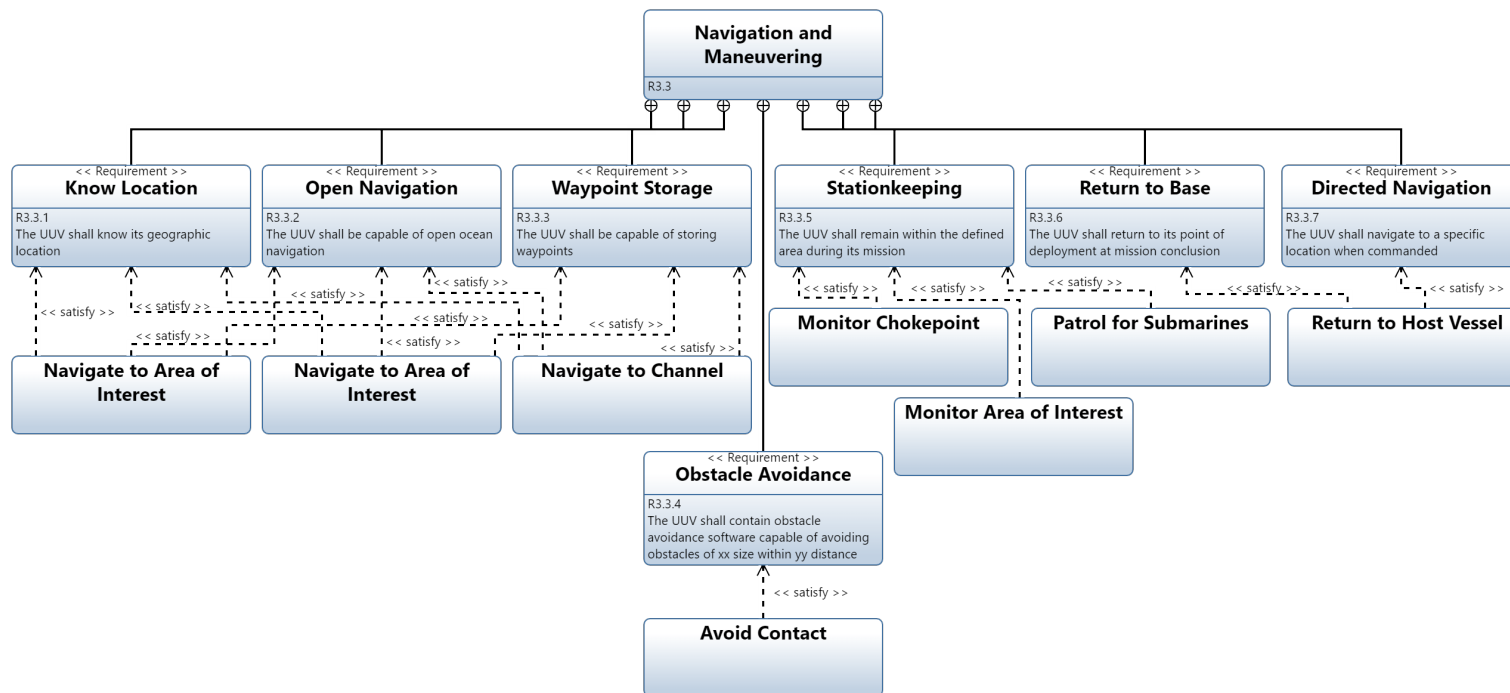 Navigation and
Maneuvering
R3.3
<< Requirement >>
Know Location
R3.3.1
The UUV shall know its geographic
location
<< Requirement >>
Open Navigation
R3.3.2
The UUV shall be capable of open ocean
navigation
<< Requirement >>
Waypoint Storage
R3.3.3
The UUV shall be capable of storing
waypoints
<< Requirement >>
Stationkeeping
R3.3.5
The UUV shall remain within the defined
area during its mission
<< Requirement >>
Return to Base
R3.3.6
The UUV shall return to its point of
deployment at mission conclusion
<< Requirement >>
Directed Navigation
R3.3.7
The UUV shall navigate to a specific
location when commanded
<< satisfy >>
<< satisfy >>
<< satisfy >>
<< satisfy >>
<< satisfy >>
<< satisfy >>
<< satisfy >>
<< satisfy >>
<< satisfy >>
<< satisfy >>
<< satisfy >>
<< satisfy >>
<< satisfy >>
<< satisfy >>
Monitor Chokepoint
Patrol for Submarines
Return to Host Vessel
Navigate to Area of
Interest
Navigate to Area of
Interest
Navigate to Channel
Monitor Area of Interest
<< Requirement >>
Obstacle Avoidance
R3.3.4
The UUV shall contain obstacle
avoidance software capable of avoiding
obstacles of xx size within yy distance
<< satisfy >>
Avoid Contact